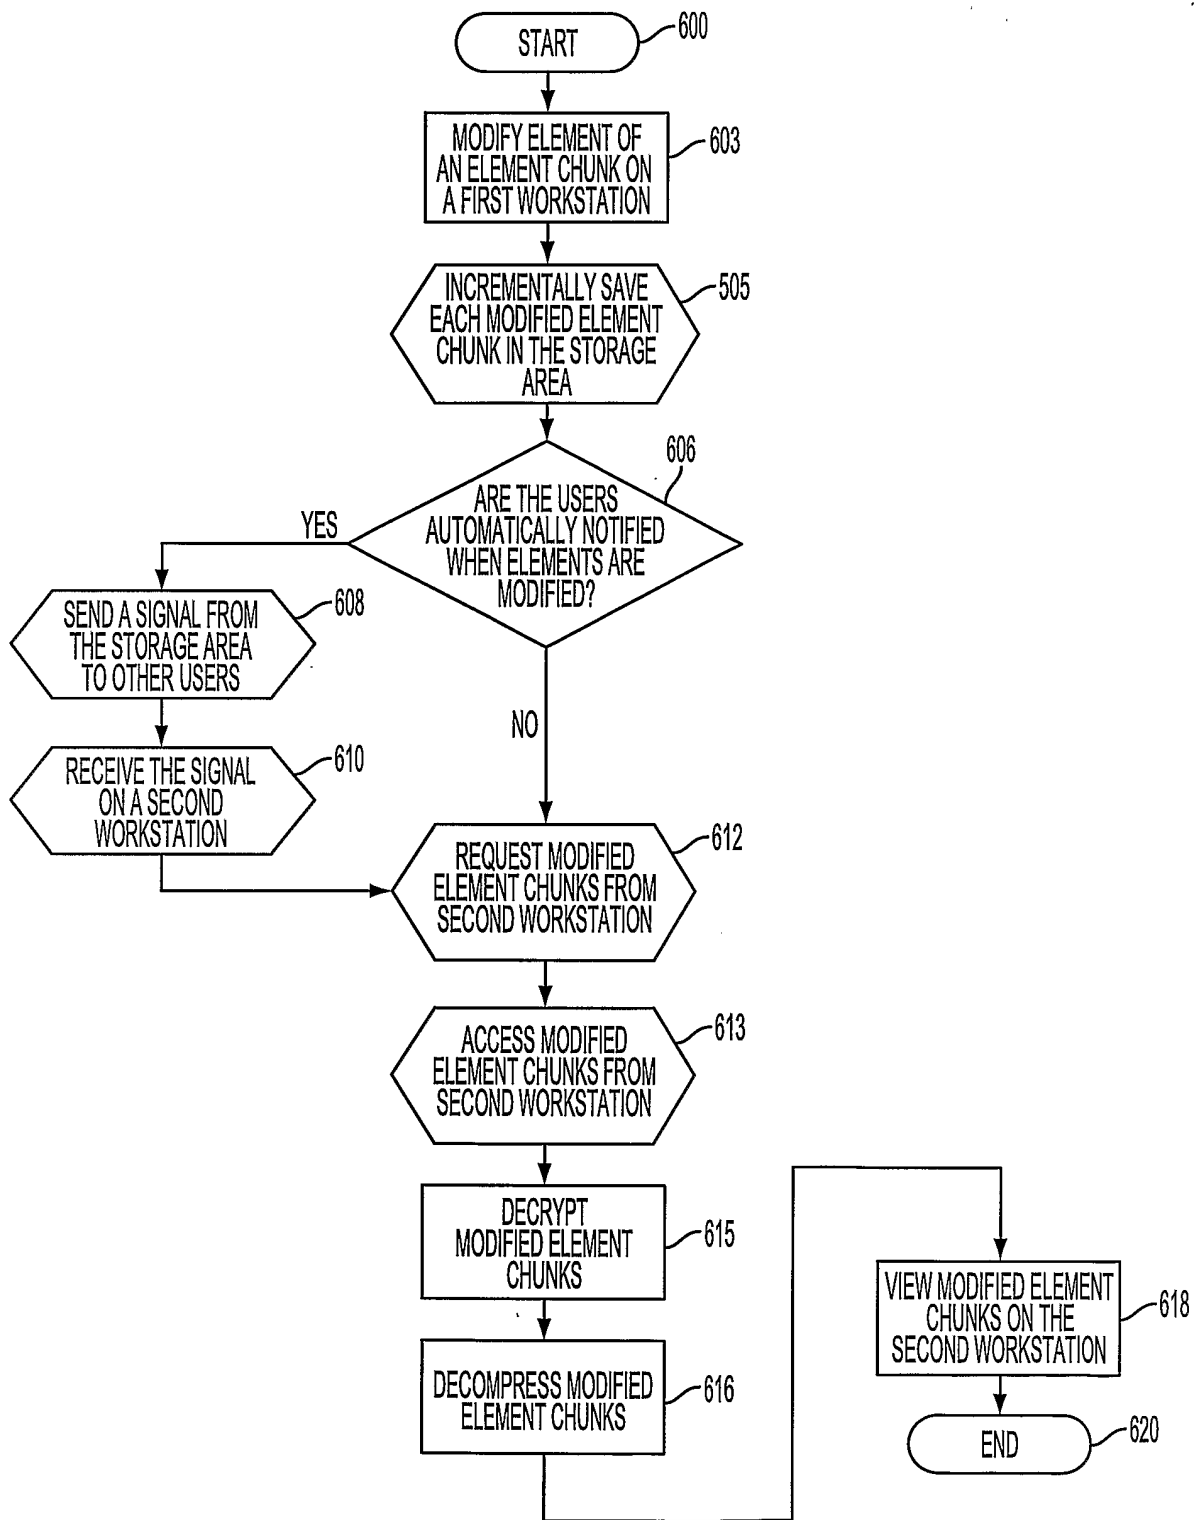 START
600
MODIFY ELEMENT OF
AN ELEMENT CHUNK ON
A FIRST WORKSTATION
603
INCREMENTALLY SAVE
EACH MODIFIED ELEMENT
CHUNK IN THE STORAGE
AREA
505
606
ARE THE USERS
AUTOMATICALLY NOTIFIED
WHEN ELEMENTS ARE
MODIFIED?
YES
SEND A SIGNAL FROM
THE STORAGE AREA
TO OTHER USERS
608
NO
RECEIVE THE SIGNAL
ON A SECOND
WORKSTATION
610
REQUEST MODIFIED
ELEMENT CHUNKS FROM
SECOND WORKSTATION
612
ACCESS MODIFIED
ELEMENT CHUNKS FROM
SECOND WORKSTATION
613
DECRYPT
MODIFIED ELEMENT
CHUNKS
615
DECOMPRESS MODIFIED
ELEMENT CHUNKS
616
VIEW MODIFIED ELEMENT
CHUNKS ON THE
SECOND WORKSTATION
618
END
620